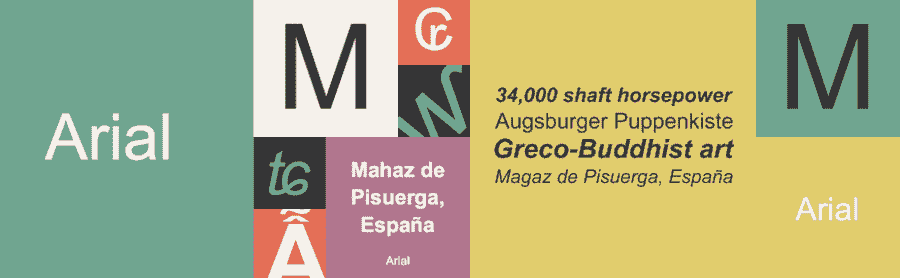 Arial
M
Cr
w
tc
Ã
Mahaz de
Pisuerga,
España
Arial
34,000 shaft horsepower
Augsburger Puppenkiste
Greco-Buddhist art
Magaz de Pisuerga, España
M
Arial